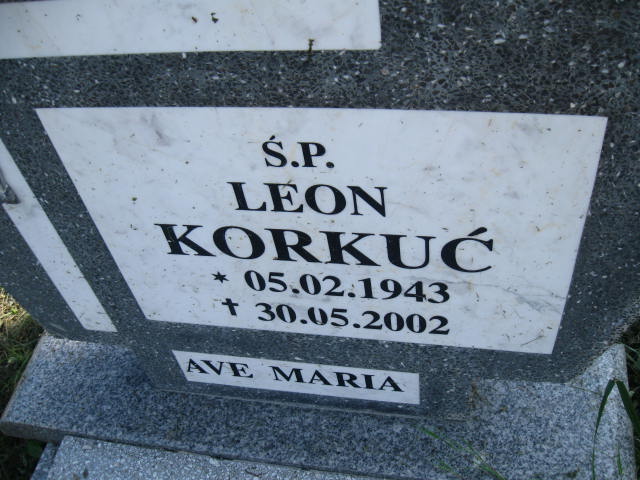 Ś.P.
LEON
KORKUĆ
* 05.02.1943
✝ 30.05.2002
AVE MARIA